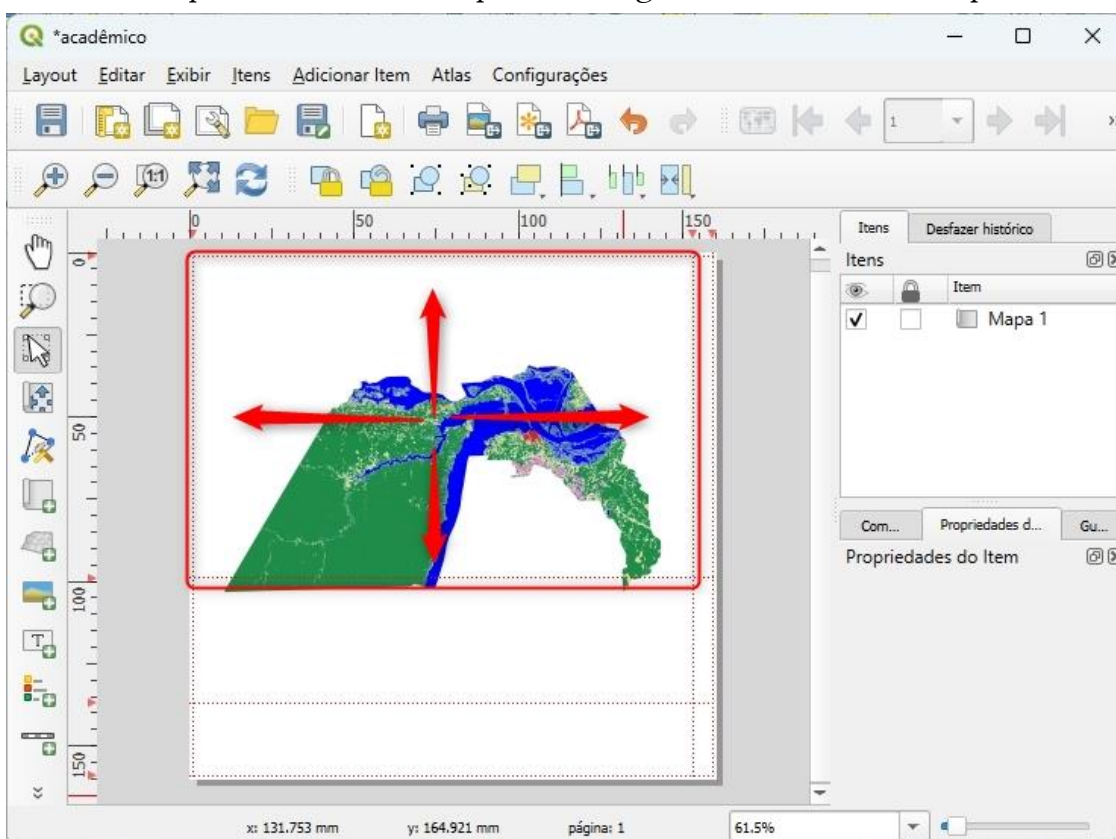 *acadêmico
Layout Editar Exibir Itens Adicionar Item Atlas Configurações
1:1
1
0 50 100 150
0
50
100
150
Itens Desfazer histórico
Itens
Item
Mapa 1
Com... Propriedades d... Gu...
Propriedades do Item
x: 131.753 mm y: 164.921 mm página: 1 61.5%